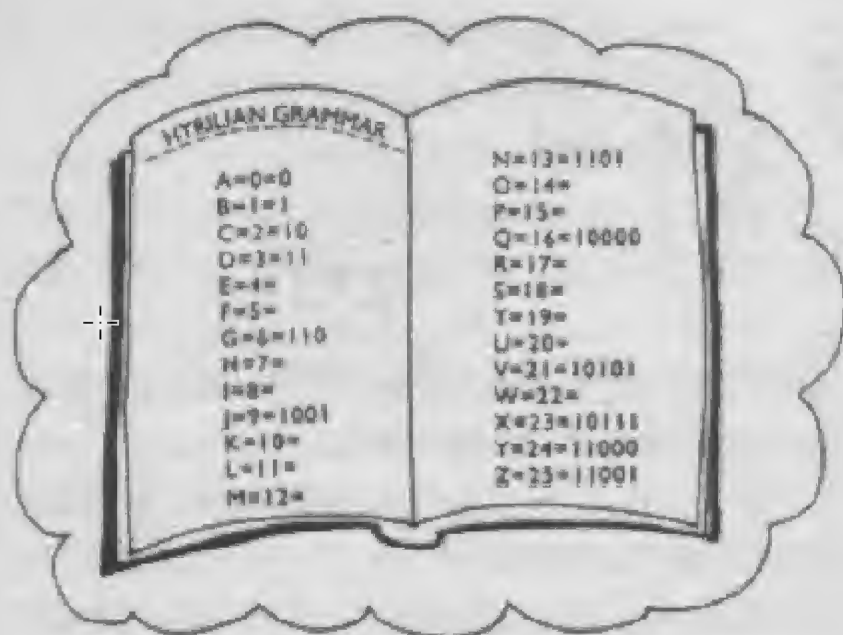 GRAMMAR
A=0=0
B=1=1
C=2=10
D=3=11
E=4=
F=5=
G=6=110
H=7=
I=8=
J=9=1001
K=10=
L=11=
M=12=
N=13=1101
O=14=
P=15=
Q=16=10000
R=17=
S=18=
T=19=
U=20=
V=21=10101
W=22=
X=23=10111
Y=24=11000
Z=25=11001